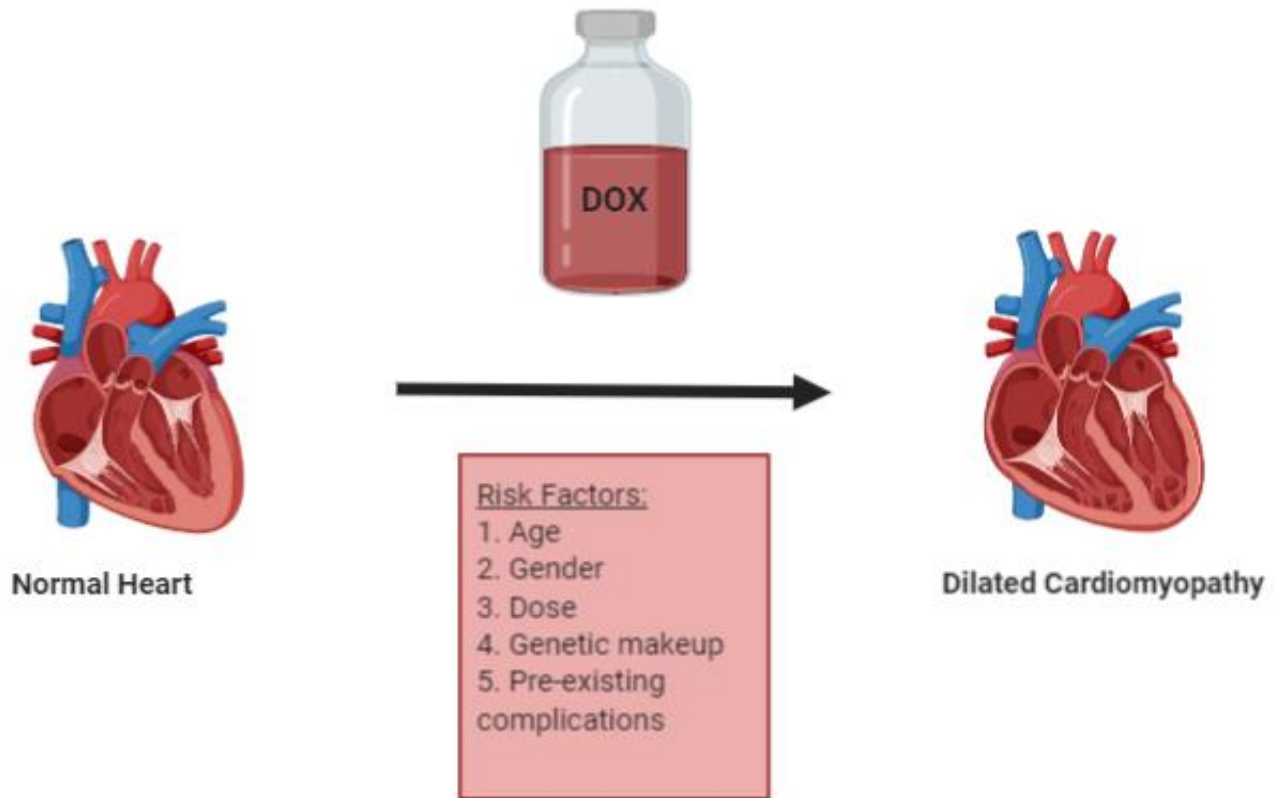 DOX
Normal Heart
Risk Factors:
1. Age
2. Gender
3. Dose
4. Genetic makeup
5. Pre-existing
complications
Dilated Cardiomyopathy